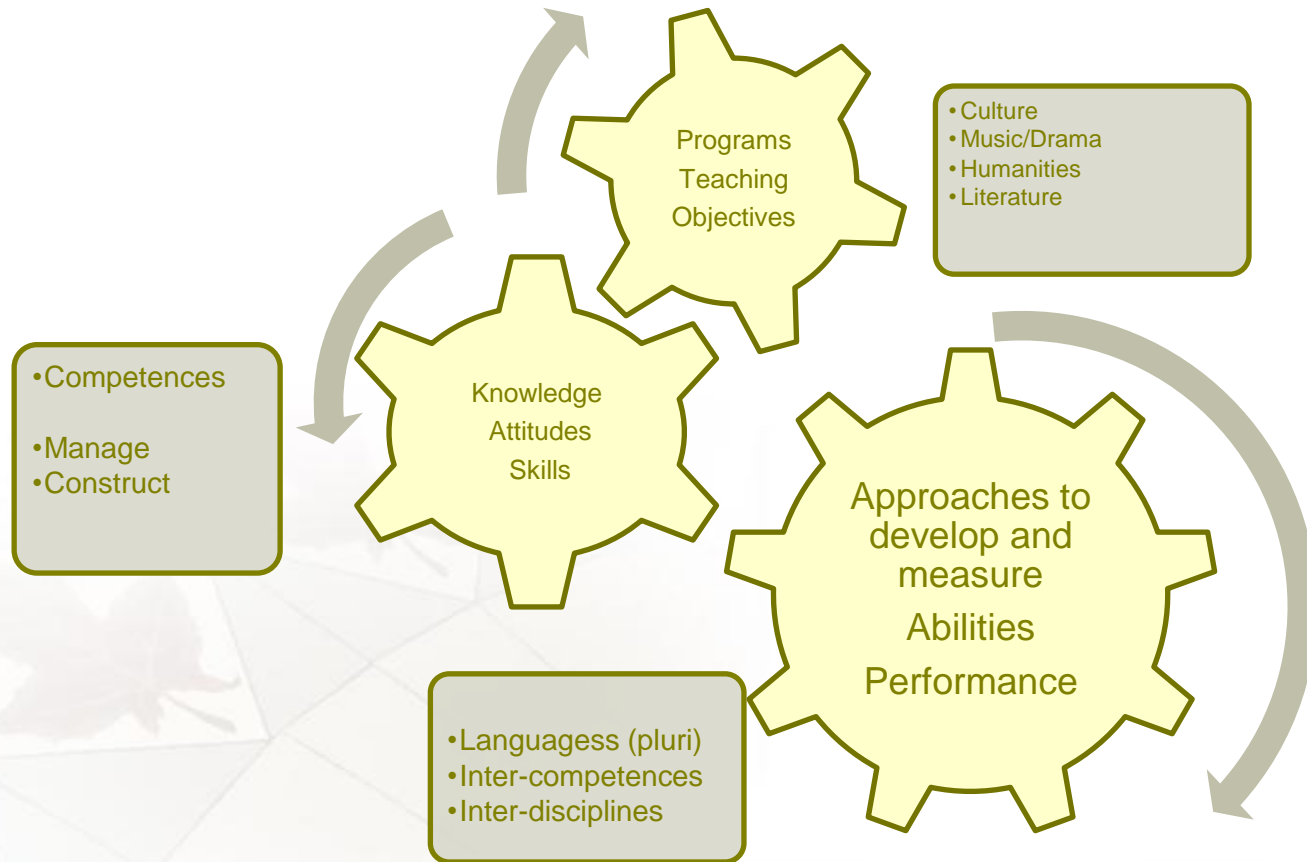 Programs
Teaching
Objectives
•Culture
•Music/Drama
•Humanities
•Literature
•Competences
•Manage
•Construct
Knowledge
Attitudes
Skills
Approaches to
develop and
measure
Abilities
Performance
•Languagess (pluri)
•Inter-competences
•Inter-disciplines